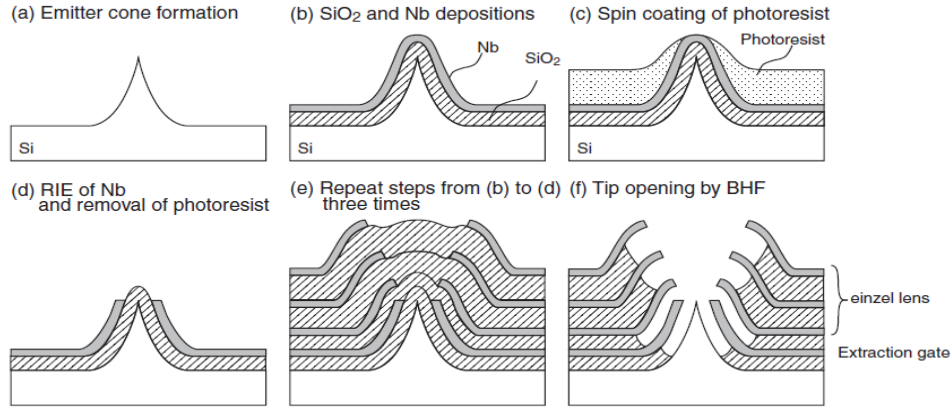 (a) Emitter cone formation
Si
(b) SiO₂ and Nb depositions
Nb
SiO₂
Si
(c) Spin coating of photoresist
Photoresist
Si
(d) RIE of Nb
and removal of photoresist
(e) Repeat steps from (b) to (d)
three times
(f) Tip opening by BHF
einzel lens
Extraction gate